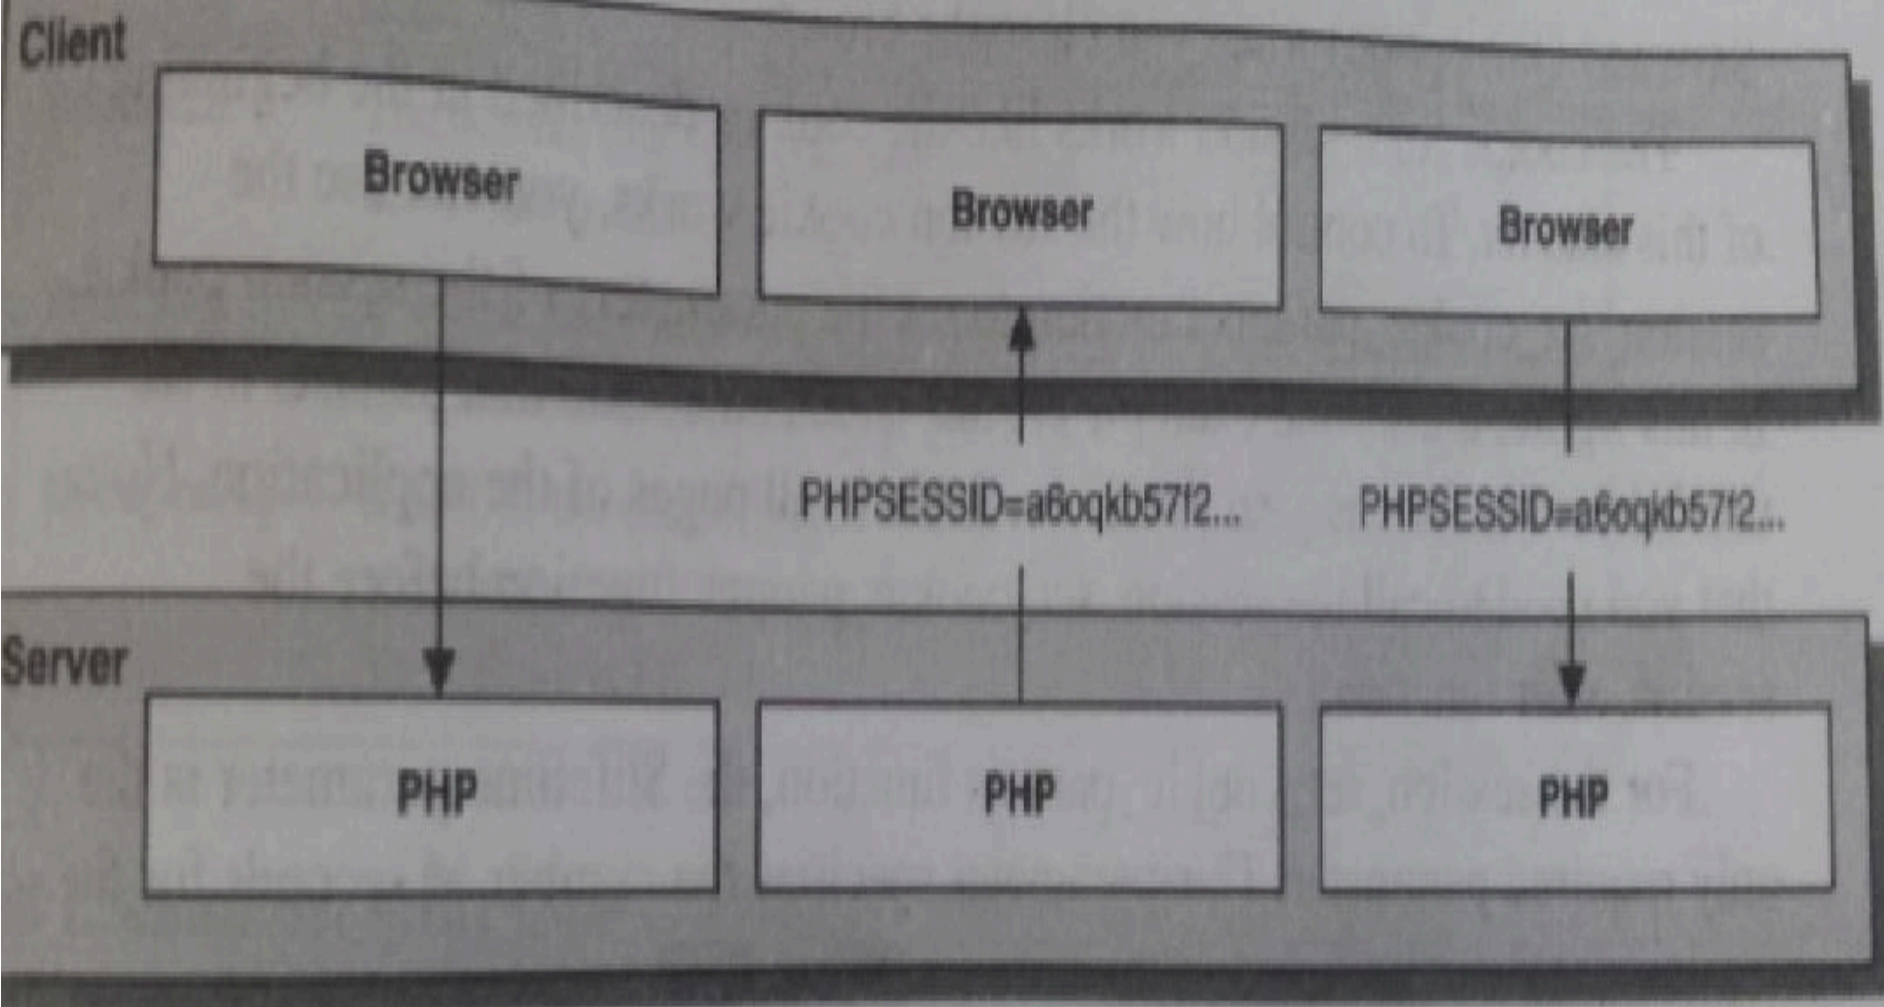 Client
Browser
Browser
Browser
PHPSESSID=a6oqkb57f2...
PHPSESSID=a6oqkb57f2...
Server
PHP
PHP
PHP